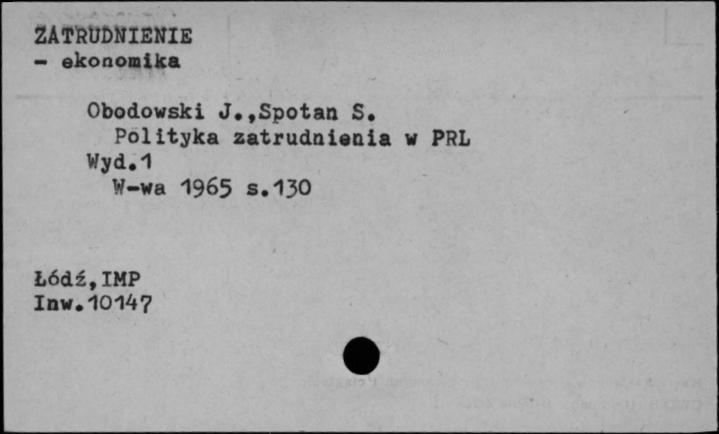 ZATRUDNIENIE
- ekonomika
Obodowski J.,Spotan S.
Polityka zatrudnienia w PRL
Wyd.1
W-wa 1965 s.130
Łódź,IMP
Inw.10147